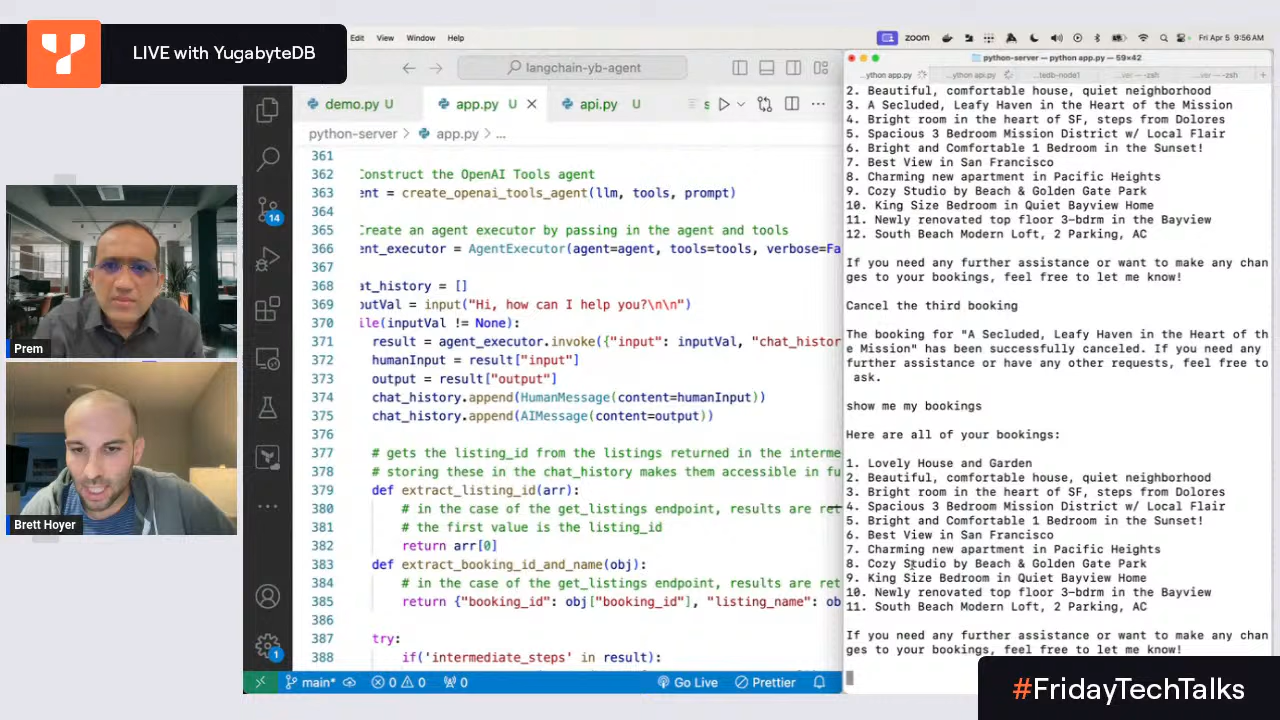 LIVE with YugabyteDB
Edit View Window Help
zoom
Fri Apr 5 9:56 AM
langchain-yb-agent
demo.py U
app.py U
api.py U
python-server > app.py > ...
361
362 Construct the OpenAI Tools agent
363 ent = create_openai_tools_agent(llm, tools, prompt)
364
365 Create an agent executor by passing in the agent and tools
366 ent_executor = AgentExecutor(agent=agent, tools=tools, verbose=Fa
367
368 at_history = []
369 putVal = input("Hi, how can I help you?\n\n")
370 ile(inputVal != None):
371 result = agent_executor.invoke({"input": inputVal, "chat_histor
372 humanInput = result["input"]
373 output = result["output"]
374 chat_history.append(HumanMessage(content=humanInput))
375 chat_history.append(AIMessage(content=output))
376
377 # gets the listing_id from the listings returned in the interme
378 # storing these in the chat_history makes them accessible in fu
379 def extract_listing_id(arr):
380 # in the case of the get_listings endpoint, results are ret
381 # the first value is the listing_id
382 return arr[0]
383 def extract_booking_id_and_name(obj):
384 # in the case of the get_listings endpoint, results are ret
385 return {"booking_id": obj["booking_id"], "listing_name": ob
386
387 try:
388 if('intermediate_steps' in result):
14
1
main*
0 0
0
Go Live
Prettier
python-server — python app.py — 59×42
...ython app.py
...ython api.py
...tedb-node1
...ver — -zsh
...ver — -zsh
2. Beautiful, comfortable house, quiet neighborhood
3. A Secluded, Leafy Haven in the Heart of the Mission
4. Bright room in the heart of SF, steps from Dolores
5. Spacious 3 Bedroom Mission District w/ Local Flair
6. Bright and Comfortable 1 Bedroom in the Sunset!
7. Best View in San Francisco
8. Charming new apartment in Pacific Heights
9. Cozy Studio by Beach & Golden Gate Park
10. King Size Bedroom in Quiet Bayview Home
11. Newly renovated top floor 3-bdrm in the Bayview
12. South Beach Modern Loft, 2 Parking, AC
If you need any further assistance or want to make any chan
ges to your bookings, feel free to let me know!
Cancel the third booking
The booking for "A Secluded, Leafy Haven in the Heart of th
e Mission" has been successfully canceled. If you need any
further assistance or have any other requests, feel free to
ask.
show me my bookings
Here are all of your bookings:
1. Lovely House and Garden
2. Beautiful, comfortable house, quiet neighborhood
3. Bright room in the heart of SF, steps from Dolores
4. Spacious 3 Bedroom Mission District w/ Local Flair
5. Bright and Comfortable 1 Bedroom in the Sunset!
6. Best View in San Francisco
7. Charming new apartment in Pacific Heights
8. Cozy Studio by Beach & Golden Gate Park
9. King Size Bedroom in Quiet Bayview Home
10. Newly renovated top floor 3-bdrm in the Bayview
11. South Beach Modern Loft, 2 Parking, AC
If you need any further assistance or want to make any chan
ges to your bookings, feel free to let me know!
Prem
Brett Hoyer
#FridayTechTalks